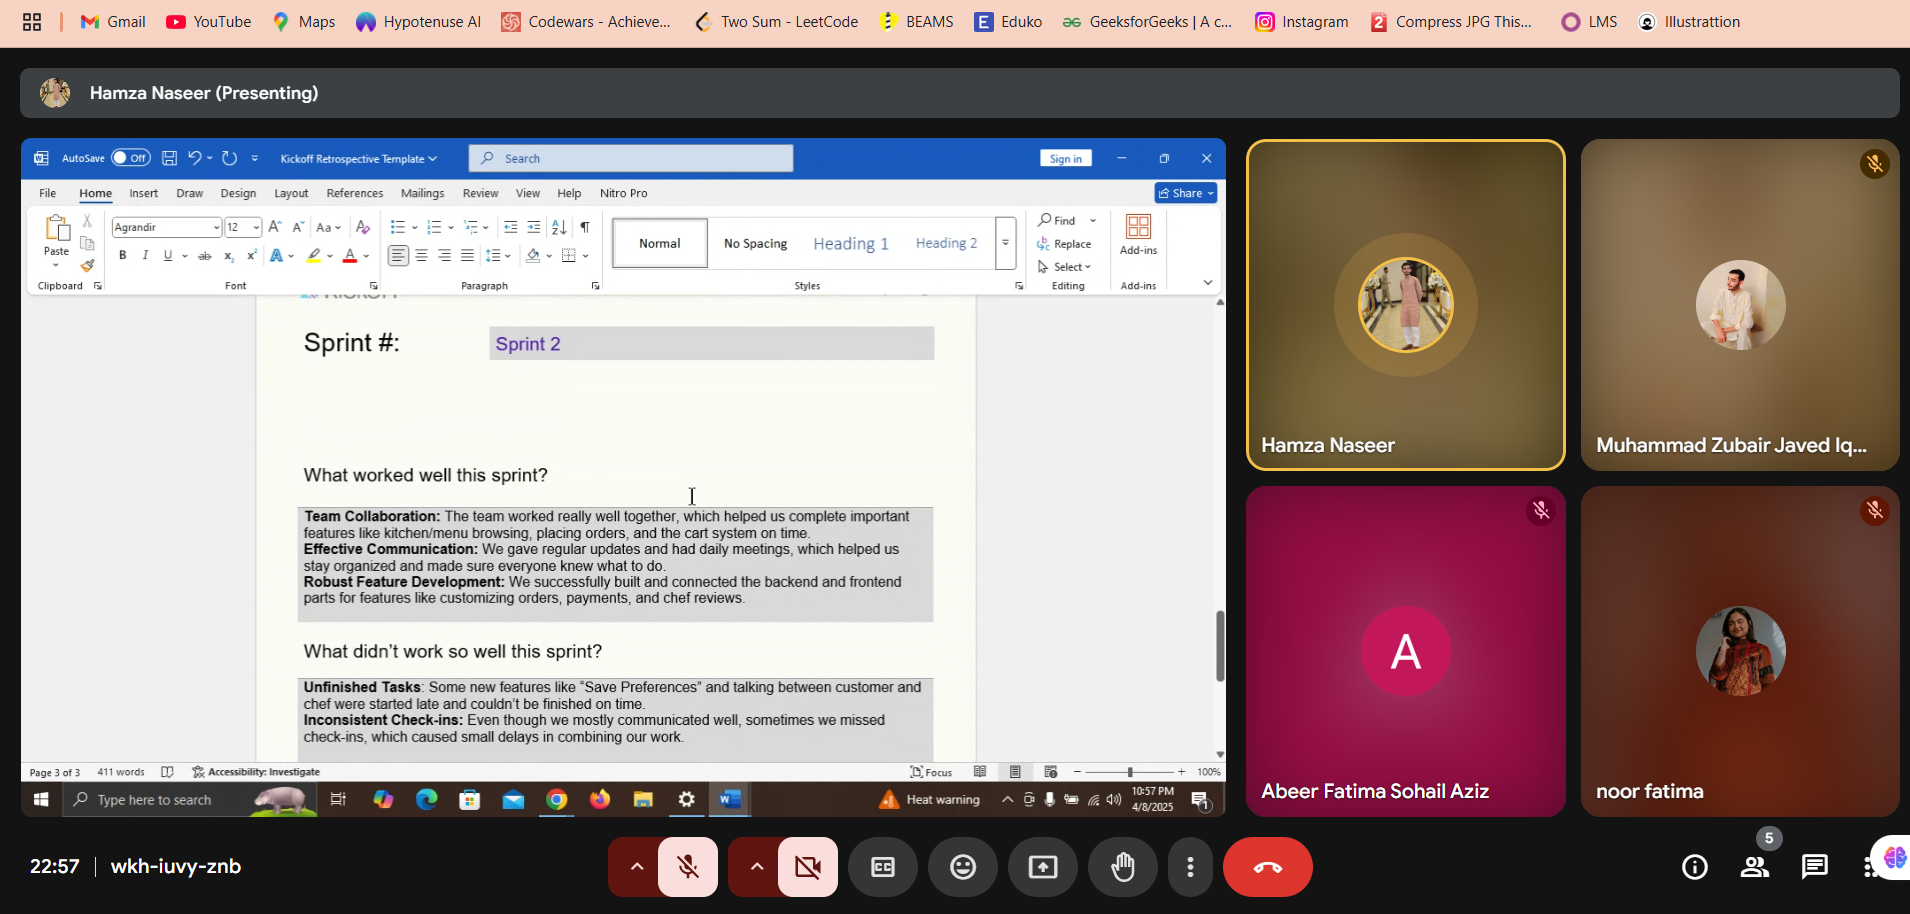 Gmail
YouTube
Maps
Hypotenuse AI
Codewars - Achieve...
Two Sum - LeetCode
BEAMS
Eduko
GeeksforGeeks | A c...
Instagram
Compress JPG This...
LMS
Illustrattion
Hamza Naseer (Presenting)
AutoSave Off
Kickoff Retrospective Template
Search
Sign in
File Home Insert Draw Design Layout References Mailings Review View Help Nitro Pro
Share
Paste
Agrandir
12
Aa
Normal
No Spacing
Heading 1
Heading 2
Find
Replace
Select
Add-ins
Clipboard
Font
Paragraph
Styles
Editing
Add-ins
Sprint #:
Sprint 2
What worked well this sprint?
Team Collaboration: The team worked really well together, which helped us complete important
features like kitchen/menu browsing, placing orders, and the cart system on time.
Effective Communication: We gave regular updates and had daily meetings, which helped us
stay organized and made sure everyone knew what to do.
Robust Feature Development: We successfully built and connected the backend and frontend
parts for features like customizing orders, payments, and chef reviews.
What didn't work so well this sprint?
Unfinished Tasks: Some new features like “Save Preferences” and talking between customer and
chef were started late and couldn't be finished on time.
Inconsistent Check-ins: Even though we mostly communicated well, sometimes we missed
check-ins, which caused small delays in combining our work.
Page 3 of 3
411 words
Accessibility: Investigate
Focus
100%
Type here to search
Heat warning
10:57 PM
4/8/2025
1
Hamza Naseer
Muhammad Zubair Javed Iq...
A
Abeer Fatima Sohail Aziz
noor fatima
22:57
wkh-iuvy-znb
CC
5